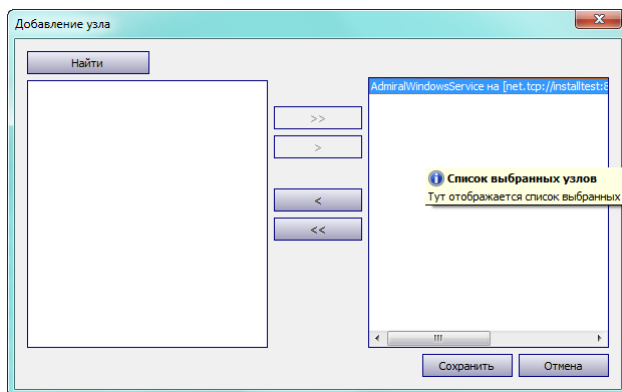 Добавление узла
Найти
AdmiralWindowsService на [net.tcp://installtest:8
>>
>
Список выбранных узлов
Тут отображается список выбранных
<
<<
Сохранить
Отмена